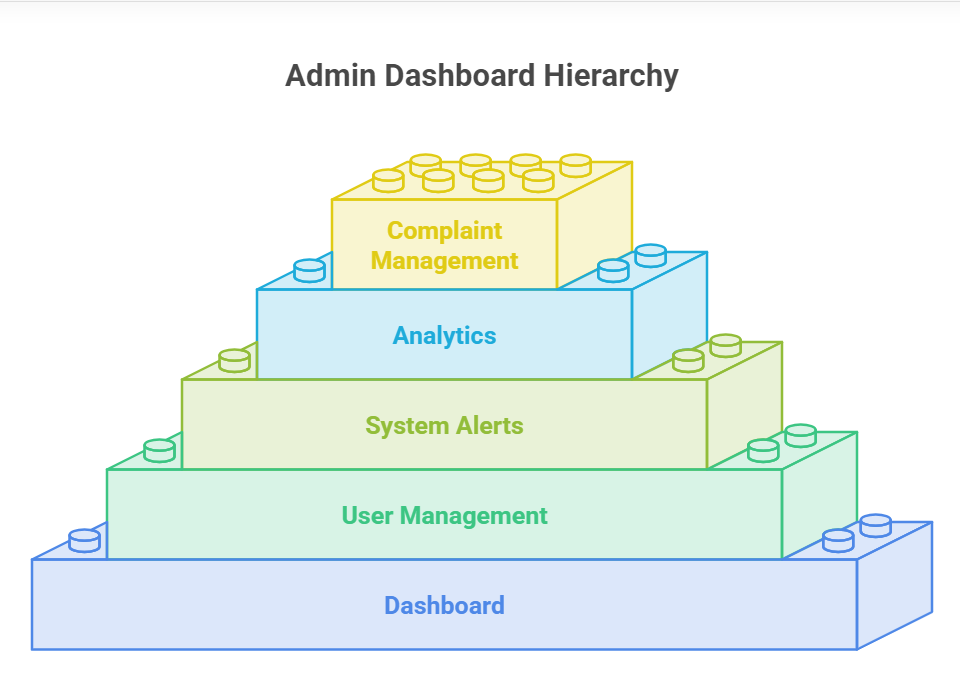 Admin Dashboard Hierarchy
Complaint
Management
Analytics
System Alerts
User Management
Dashboard